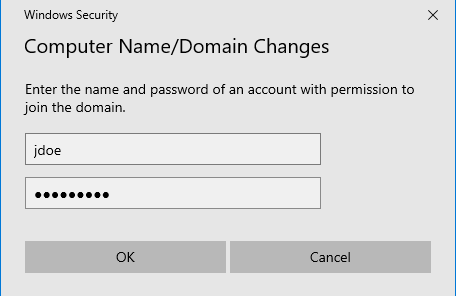 Windows Security
Computer Name/Domain Changes
Enter the name and password of an account with permission to
join the domain.
jdoe
●●●●●●●●●
OK
Cancel